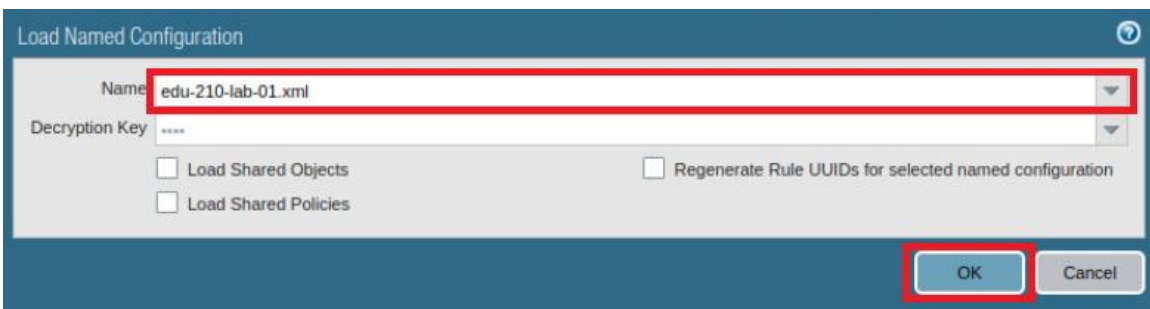 Load Named Configuration
Name edu-210-lab-01.xml
Decryption Key ****
Load Shared Objects Regenerate Rule UUIDs for selected named configuration
Load Shared Policies
OK Cancel